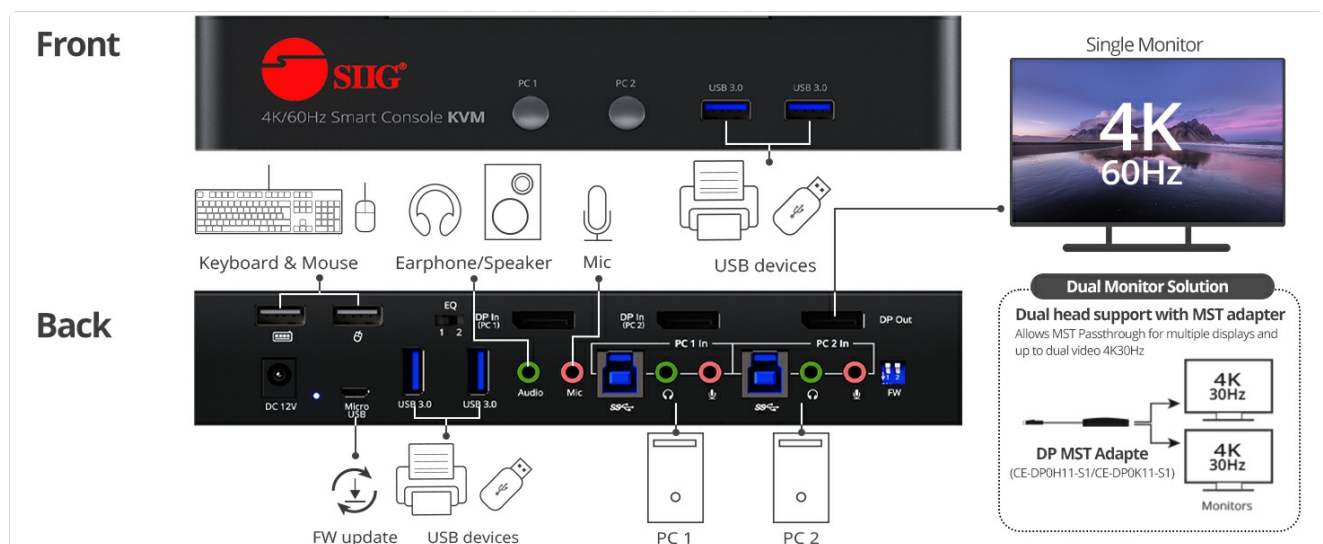 Front
SIIG®
4K/60Hz Smart Console KVM
PC 1
PC 2
USB 3.0
USB 3.0
Single Monitor
4K
60Hz
Keyboard & Mouse
Earphone/Speaker
Mic
USB devices
Back
EQ
1 2
DP In
(PC 1)
DP In
(PC 2)
DP Out
PC 1 In
PC 2 In
DC 12V
Micro
USB
USB 3.0
USB 3.0
Audio
Mic
SS
SS
1 2
FW
FW update
USB devices
PC 1
PC 2
Dual Monitor Solution
Dual head support with MST adapter
Allows MST Passthrough for multiple displays and
up to dual video 4K30Hz
4K
30Hz
DP MST Adapte
(CE-DP0H11-S1/CE-DP0K11-S1)
4K
30Hz
Monitors